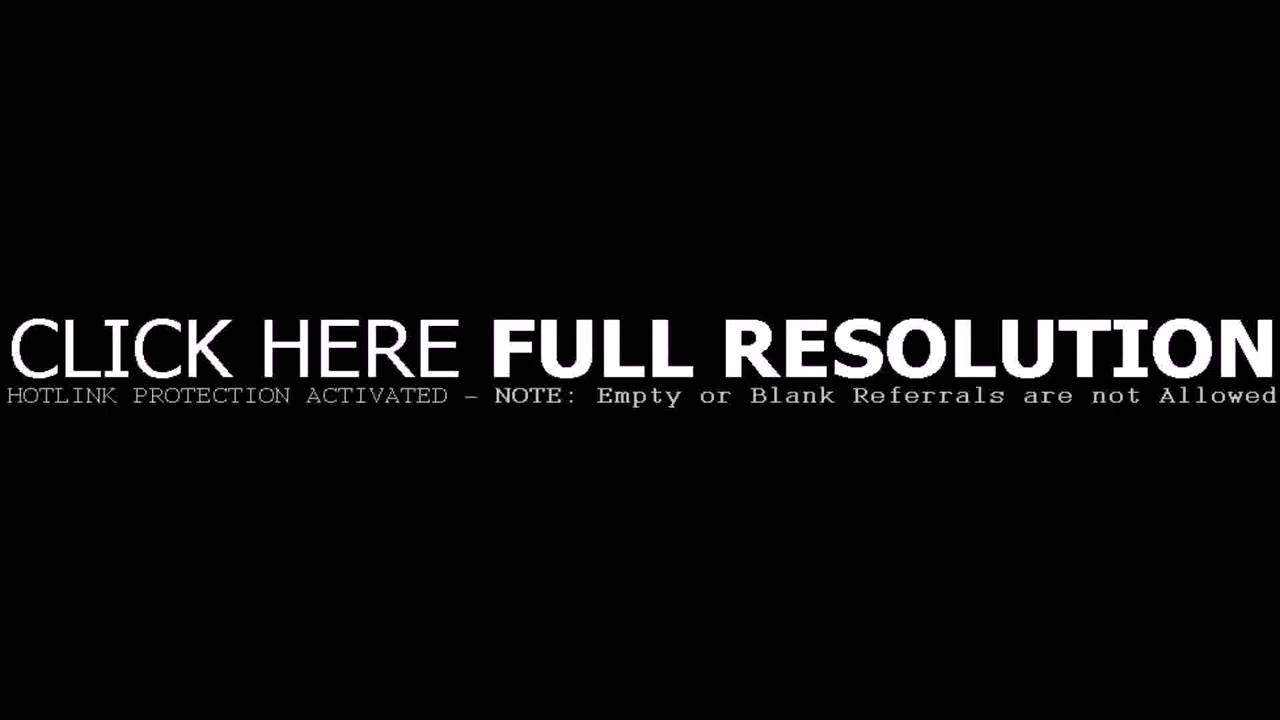 CLICK HERE FULL RESOLUTION
HOTLINK PROTECTION ACTIVATED - NOTE: Empty or Blank Referrals are not Allowed